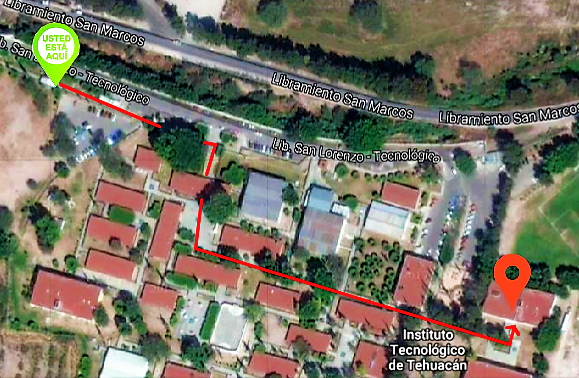 Libramiento San Marcos
USTED
ESTÁ
AQUÍ
Lib. San Lorenzo - Tecnológico
Libramiento San Marcos
Libramiento San Marcos
Lib. San Lorenzo - Tecnológico
Instituto
Tecnológico
de Tehuacán